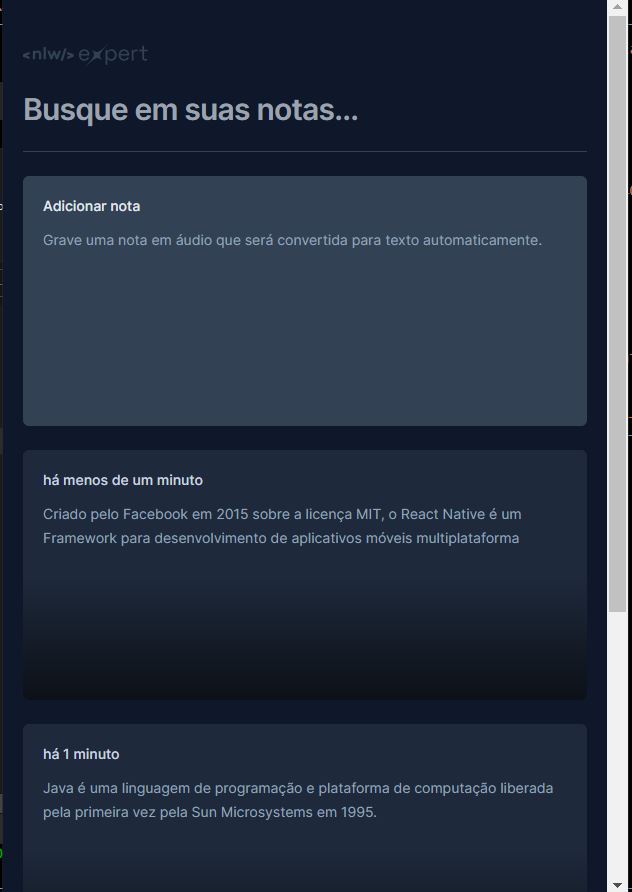 <nlw/> expert
Busque em suas notas...
Adicionar nota
Grave uma nota em áudio que será convertida para texto automaticamente.
há menos de um minuto
Criado pelo Facebook em 2015 sobre a licença MIT, o React Native é um
Framework para desenvolvimento de aplicativos móveis multiplataforma
há 1 minuto
Java é uma linguagem de programação e plataforma de computação liberada
pela primeira vez pela Sun Microsystems em 1995.